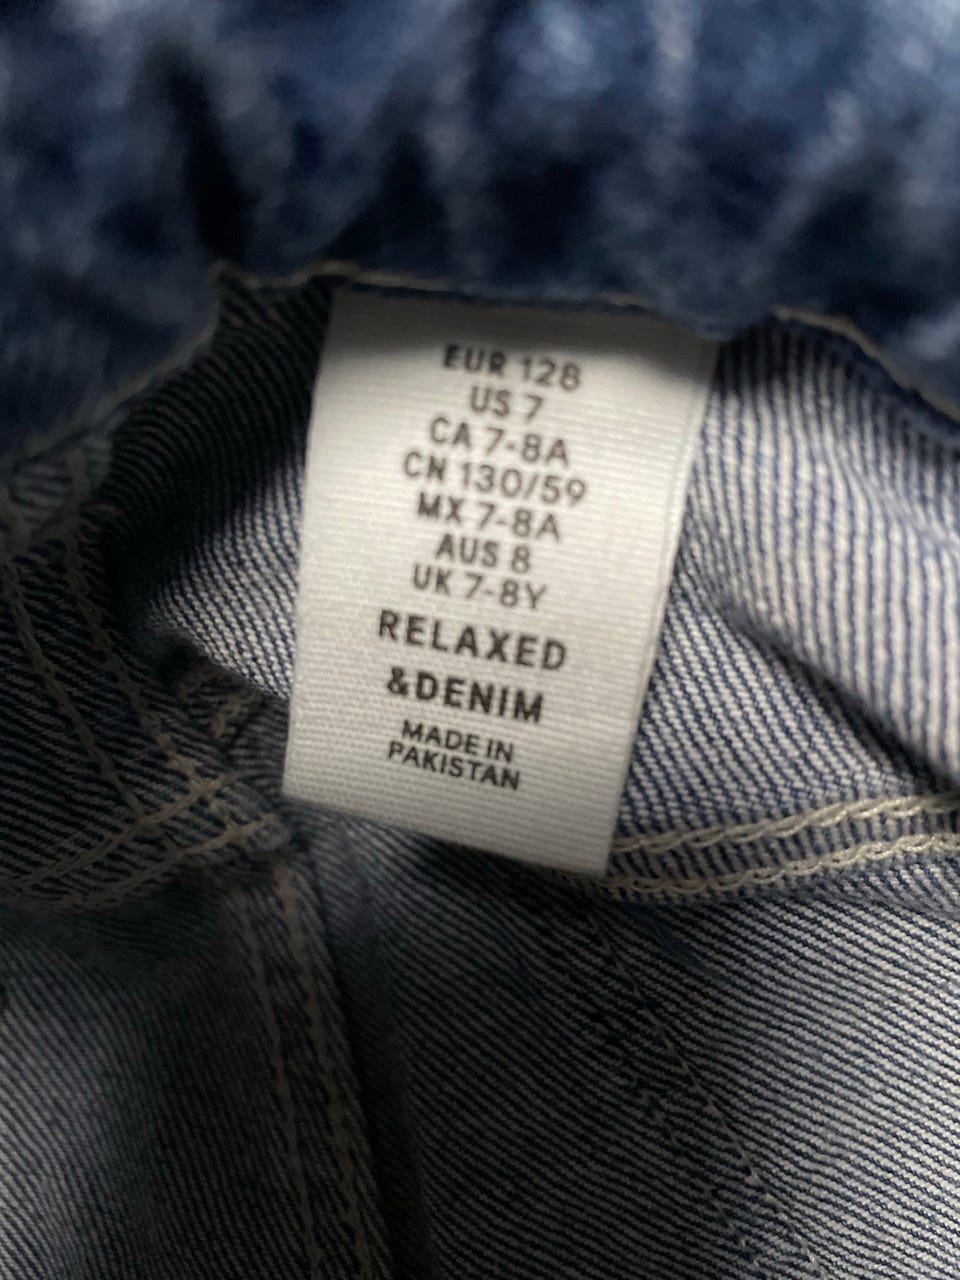 EUR 128
US 7
CA 7-8A
CN 130/59
MX 7-8A
AUS 8
UK 7-8Y
RELAXED
&DENIM
MADE IN
PAKISTAN